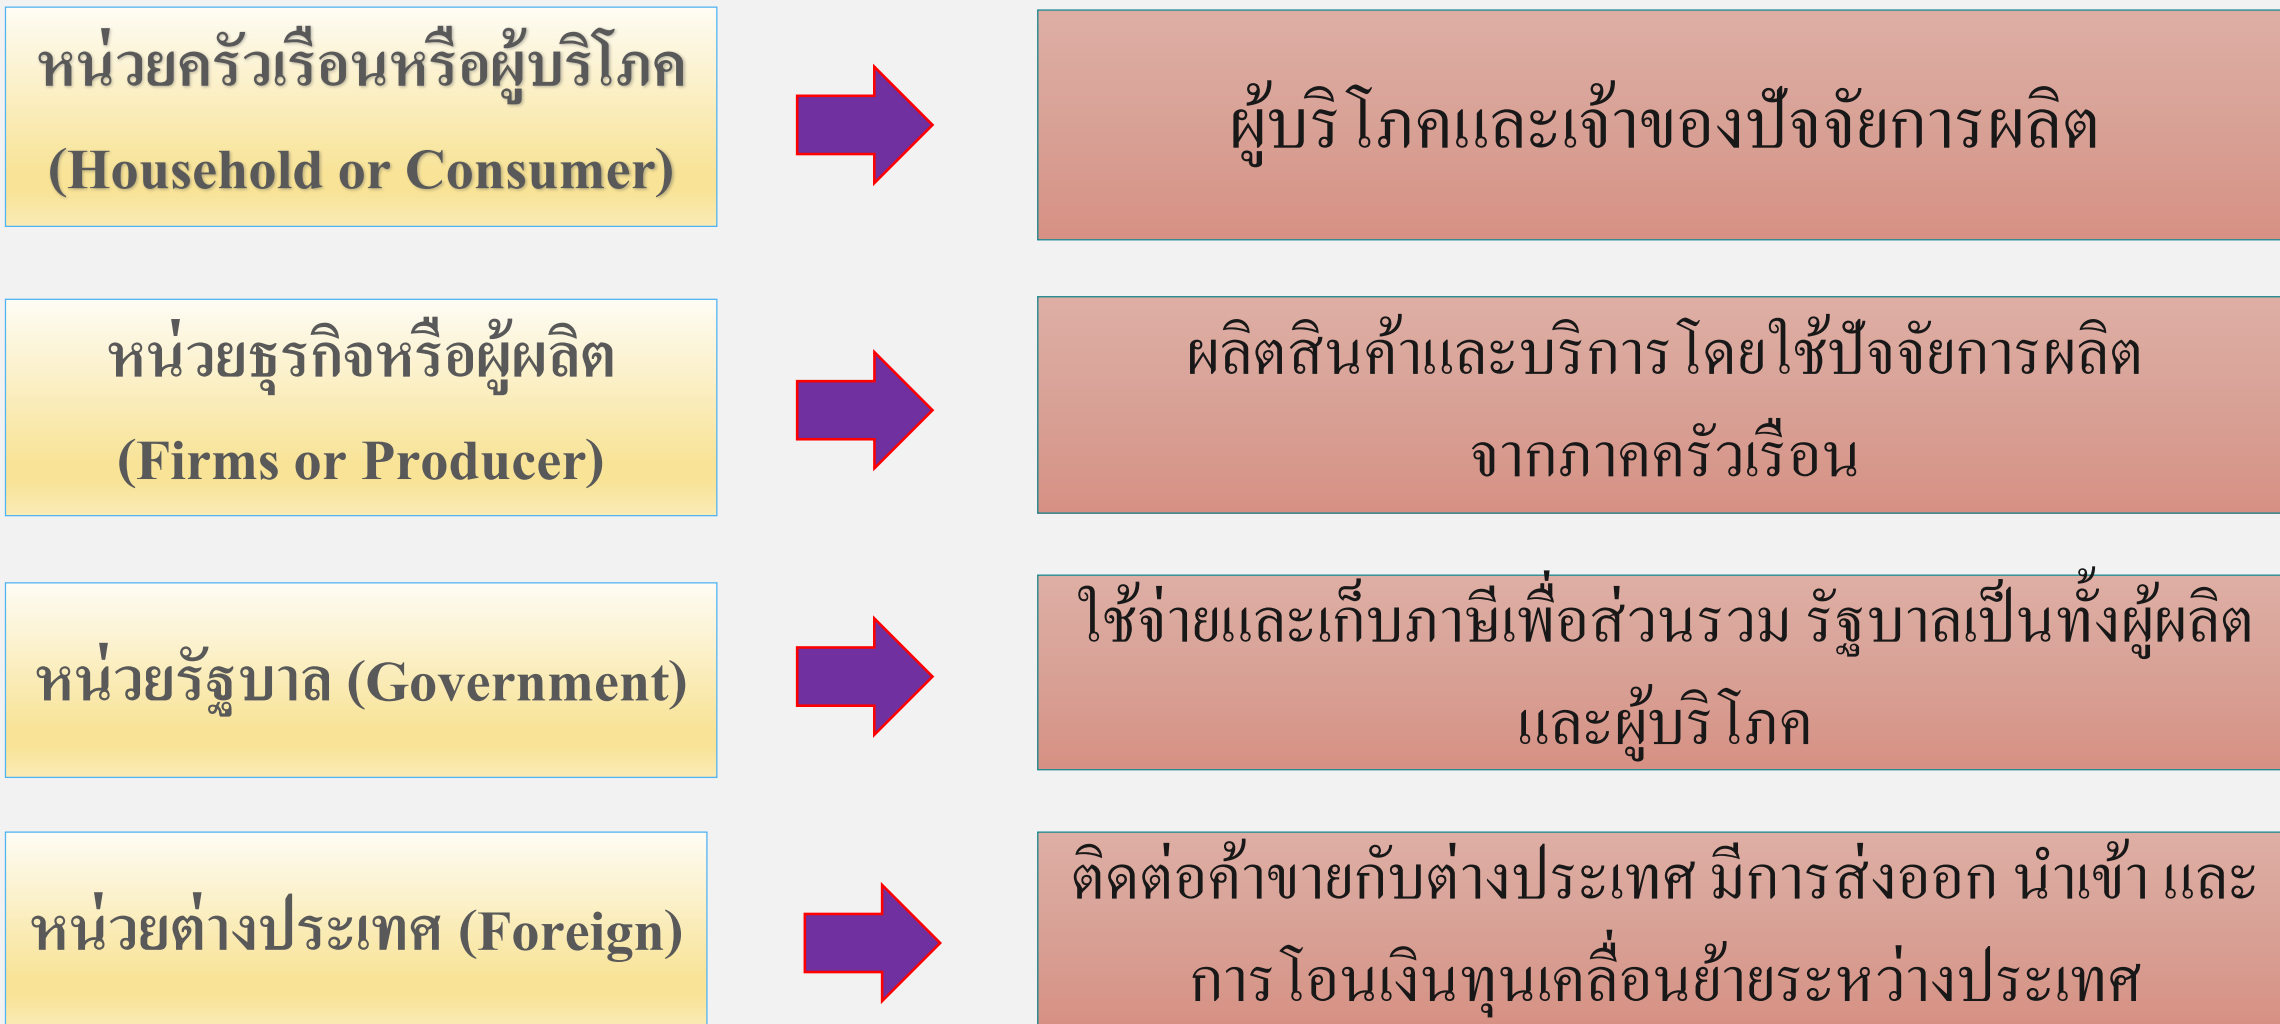 หน่วยครัวเรือนหรือผู้บริโภค
(Household or Consumer)
ผู้บริโภคและเจ้าของปัจจัยการผลิต
หน่วยธุรกิจหรือผู้ผลิต
(Firms or Producer)
ผลิตสินค้าและบริการโดยใช้ปัจจัยการผลิต
จากภาคครัวเรือน
หน่วยรัฐบาล (Government)
ใช้จ่ายและเก็บภาษีเพื่อส่วนรวม รัฐบาลเป็นทั้งผู้ผลิต
และผู้บริโภค
หน่วยต่างประเทศ (Foreign)
ติดต่อค้าขายกับต่างประเทศ มีการส่งออก นำเข้า และ
การโอนเงินทุนเคลื่อนย้ายระหว่างประเทศ